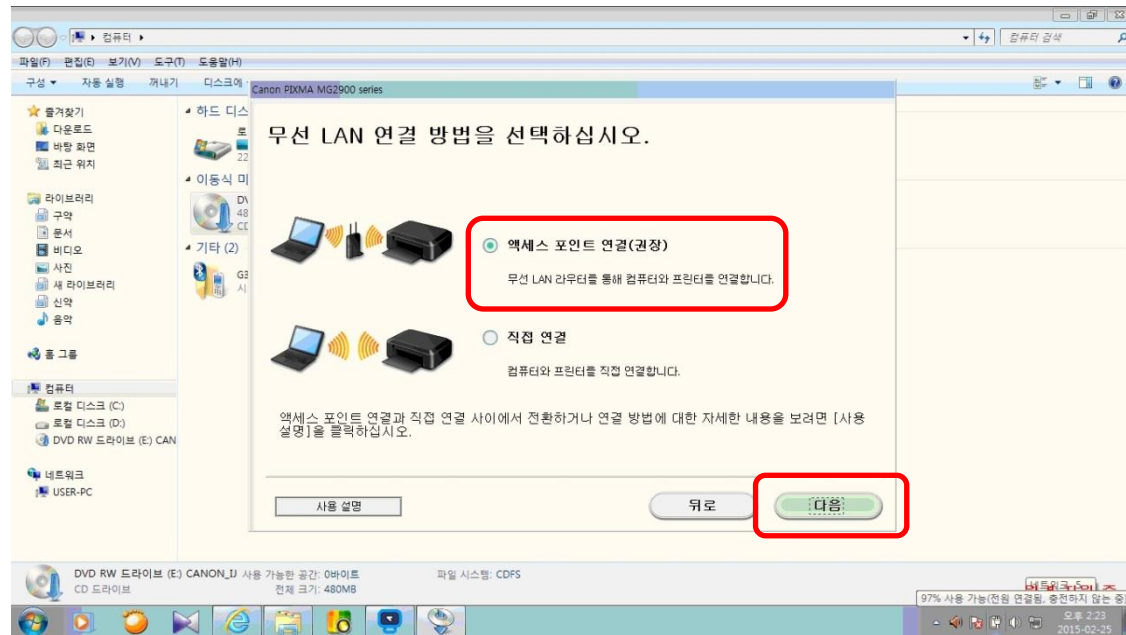 컴퓨터
컴퓨터 검색
파일(F) 편집(E) 보기(V) 도구(T) 도움말(H)
구성 자동 실행 꺼내기 디스크에
Canon PIXMA MG2900 series
즐겨찾기
다운로드
바탕 화면
최근 위치
라이브러리
구약
문서
비디오
사진
새 라이브러리
신약
음악
홈 그룹
컴퓨터
로컬 디스크 (C:)
로컬 디스크 (D:)
DVD RW 드라이브 (E:) CAN
네트워크
USER-PC
하드 디스
로
22
이동식 미
DV
48
CD
기타 (2)
G3
시
무선 LAN 연결 방법을 선택하십시오.
액세스 포인트 연결(권장)
무선 LAN 라우터를 통해 컴퓨터와 프린터를 연결합니다.
직접 연결
컴퓨터와 프린터를 직접 연결합니다.
액세스 포인트 연결과 직접 연결 사이에서 전환하거나 연결 방법에 대한 자세한 내용을 보려면 [사용
설명]을 클릭하십시오.
사용 설명 뒤로 다음
DVD RW 드라이브 (E:) CANON_IJ 사용 가능한 공간: 0바이트 파일 시스템: CDFS
CD 드라이브 전체 크기: 480MB
97% 사용 가능(전원 연결됨, 충전하지 않는 중)
오후 2:23
2015-02-25